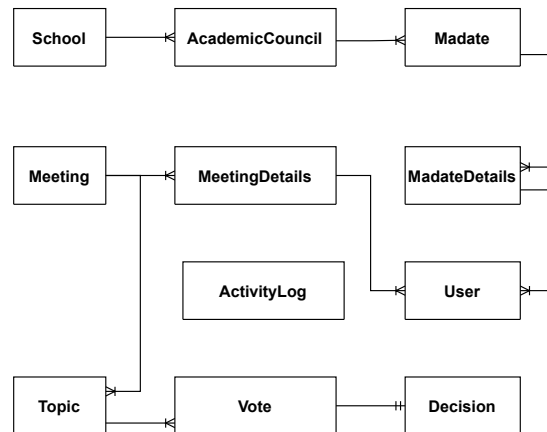 School
AcademicCouncil
Madate
Meeting
MeetingDetails
MadateDetails
ActivityLog
User
Topic
Vote
Decision